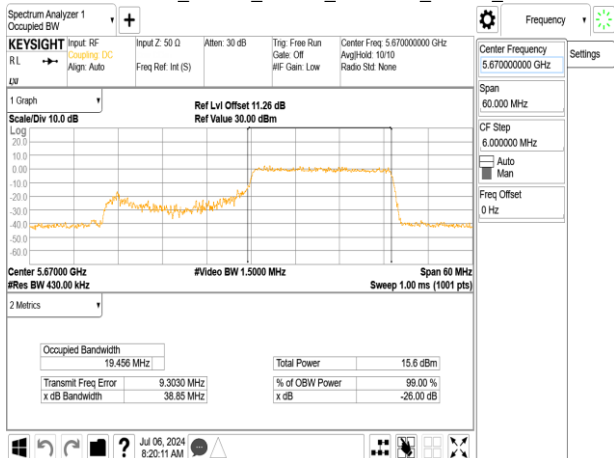 Spectrum Analyzer 1
Occupied BW
Frequency
KEYSIGHT
Input: RF
Input Z: 50 Ω
Atten: 30 dB
Trig: Free Run
Center Freq: 5.670000000 GHz
RL
Coupling: DC
Gate: Off
Avg|Hold: 10/10
Align: Auto
Freq Ref: Int (S)
#IF Gain: Low
Radio Std: None
LXI
Center Frequency
5.670000000 GHz
Settings
Span
60.000 MHz
CF Step
6.000000 MHz
Auto
Man
Freq Offset
0 Hz
1 Graph
Ref Lvl Offset 11.26 dB
Scale/Div 10.0 dB
Ref Value 30.00 dBm
Log
20.0
10.0
0.00
-10.0
-20.0
-30.0
-40.0
-50.0
-60.0
Center 5.67000 GHz
#Video BW 1.5000 MHz
Span 60 MHz
#Res BW 430.00 kHz
Sweep 1.00 ms (1001 pts)
2 Metrics
Occupied Bandwidth
19.456 MHz
Total Power
15.6 dBm
Transmit Freq Error
9.3030 MHz
% of OBW Power
99.00 %
x dB Bandwidth
38.85 MHz
x dB
-26.00 dB
?
Jul 06, 2024
8:20:11 AM